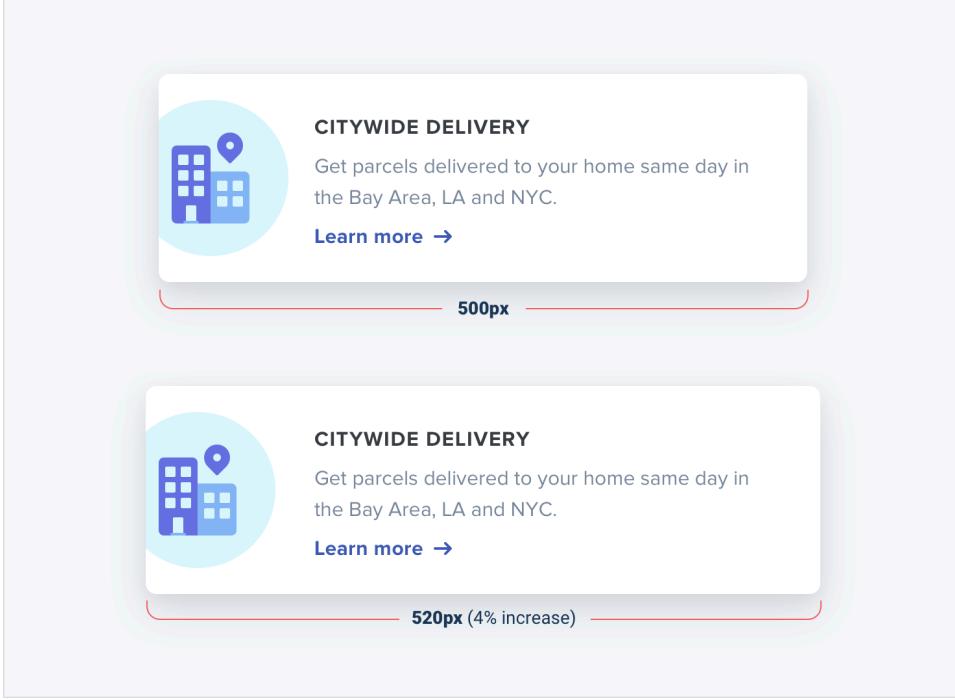 CITYWIDE DELIVERY
Get parcels delivered to your home same day in
the Bay Area, LA and NYC.
Learn more →
500px
CITYWIDE DELIVERY
Get parcels delivered to your home same day in
the Bay Area, LA and NYC.
Learn more →
520px (4% increase)